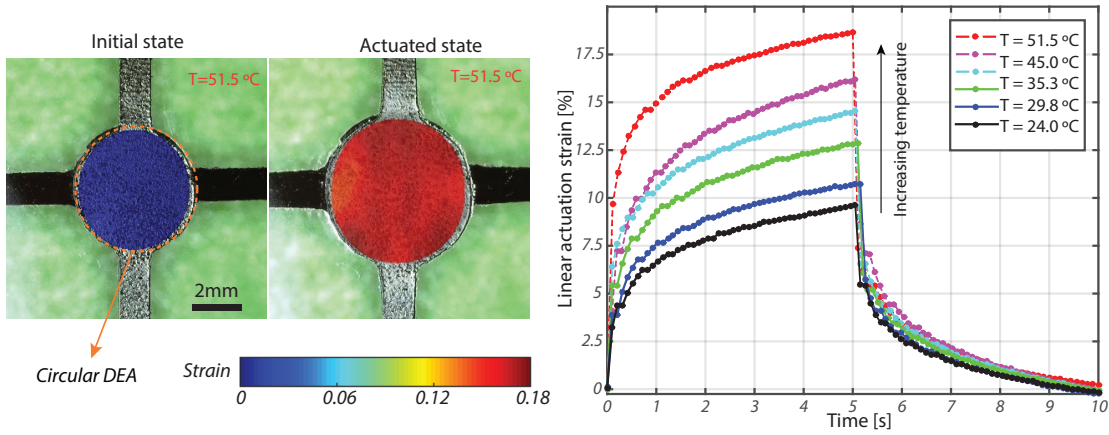 Initial state
Actuated state
T=51.5 ºC
T=51.5 ºC
2mm
Circular DEA
Strain
0
0.06
0.12
0.18
Linear actuation strain [%]
17.5
15
12.5
10
7.5
5
2.5
0
0 1 2 3 4 5 6 7 8 9 10
Time [s]
Increasing temperature
T = 51.5 ºC
T = 45.0 ºC
T = 35.3 ºC
T = 29.8 ºC
T = 24.0 ºC